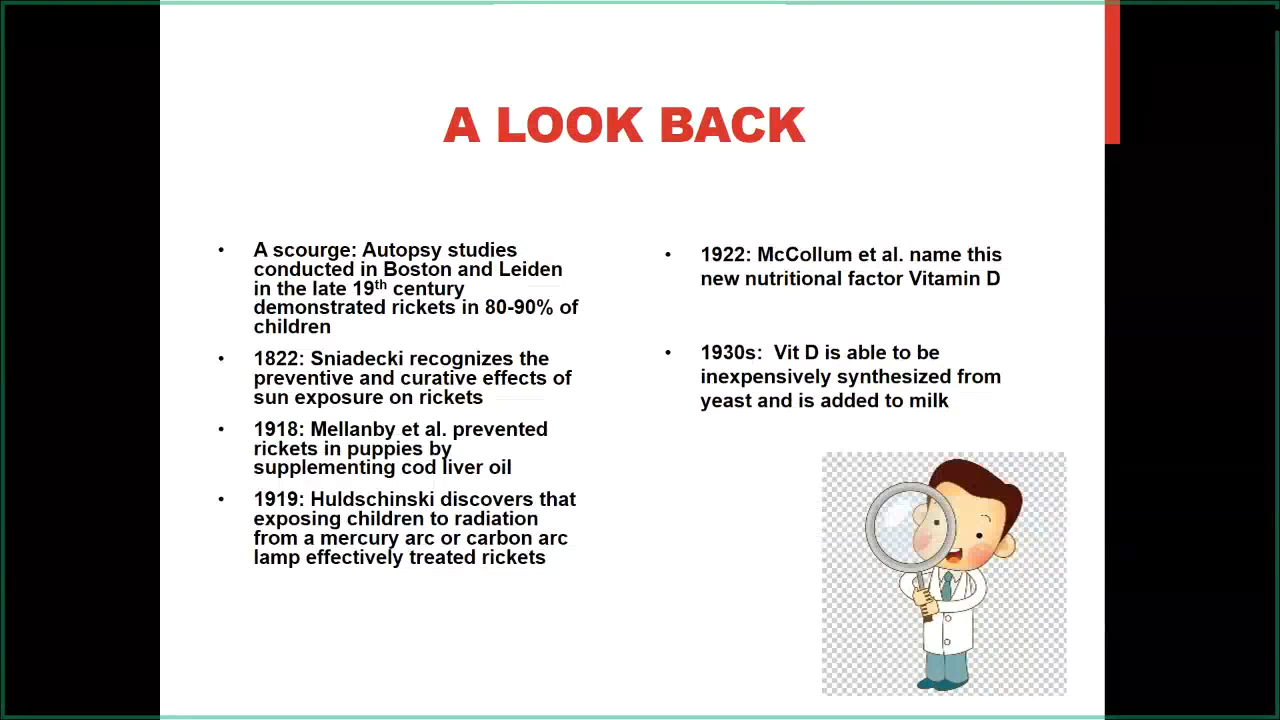 A LOOK BACK
• A scourge: Autopsy studies
conducted in Boston and Leiden
in the late 19th century
demonstrated rickets in 80-90% of
children
• 1822: Sniadecki recognizes the
preventive and curative effects of
sun exposure on rickets
• 1918: Mellanby et al. prevented
rickets in puppies by
supplementing cod liver oil
• 1919: Huldschinski discovers that
exposing children to radiation
from a mercury arc or carbon arc
lamp effectively treated rickets
• 1922: McCollum et al. name this
new nutritional factor Vitamin D
• 1930s:  Vit D is able to be
inexpensively synthesized from
yeast and is added to milk